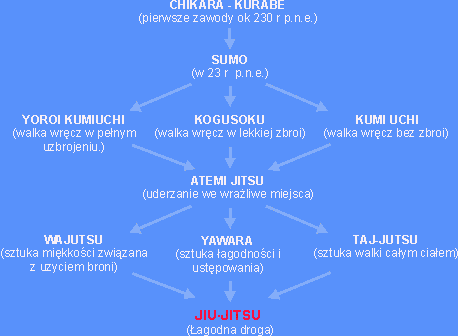 CHIKARA - KURABE
(pierwsze zawody ok 230 r p.n.e.)
SUMO
(w 23 r p.n.e.)
YOROI KUMIUCHI
(walka wręcz w pełnym
uzbrojeniu.)
KOGUSOKU
(walka wręcz w lekkiej zbroi)
KUMI UCHI
(walka wręcz bez zbroi)
ATEMI JITSU
(uderzanie we wrażliwe miejsca)
WAJUTSU
(sztuka miękkości związana
z uzyciem broni)
YAWARA
(sztuka łagodności i
ustępowania)
TAJ-JUTSU
(sztuka walki całym ciałem)
JIU-JITSU
(Łagodna droga)